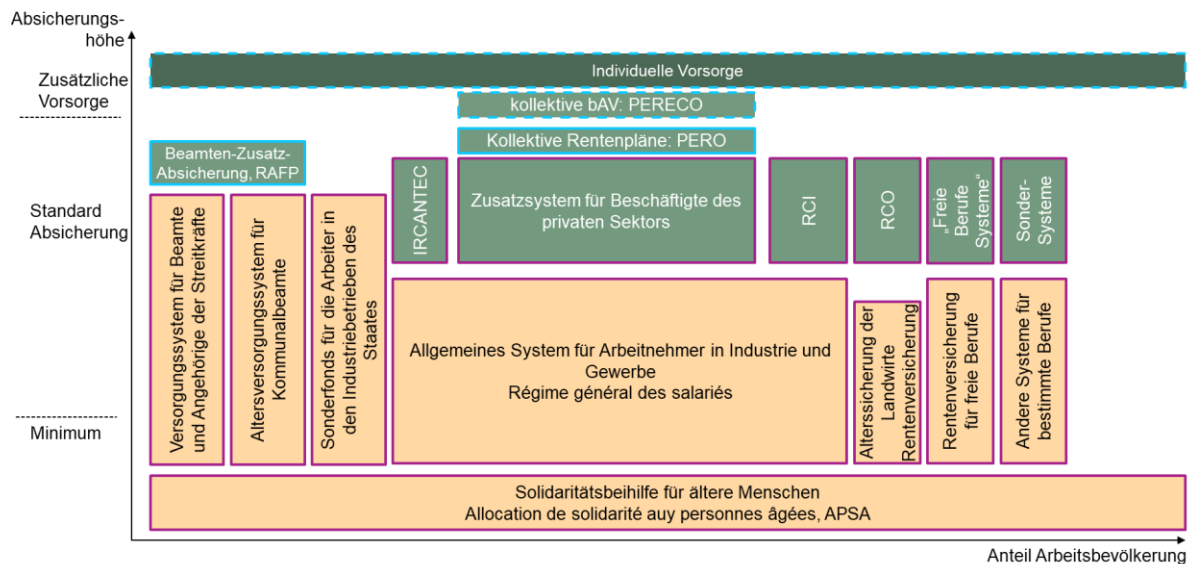 Absicherungs-
höhe
Zusätzliche
Vorsorge
Standard
Absicherung
Minimum
Individuelle Vorsorge
kollektive bAV: PERECO
Kollektive Rentenpläne: PERO
Beamten-Zusatz-
Absicherung, RAFP
IRCANTEC
Zusatzsystem für Beschäftigte des
privaten Sektors
RCI
RCO
„Freie
Berufe
Systeme“
Sonder-
Systeme
Versorgungssystem für Beamte
und Angehörige der Streitkräfte
Altersversorgungssystem für
Kommunalbeamte
Sonderfonds für die Arbeiter in
den Industriebetrieben des
Staates
Allgemeines System für Arbeitnehmer in Industrie und
Gewerbe
Régime général des salariés
Alterssicherung der
Landwirte
Rentenversicherung
Rentenversicherung
für freie Berufe
Andere Systeme für
bestimmte Berufe
Solidaritätsbeihilfe für ältere Menschen
Allocation de solidarité auy personnes âgées, APSA
Anteil Arbeitsbevölkerung